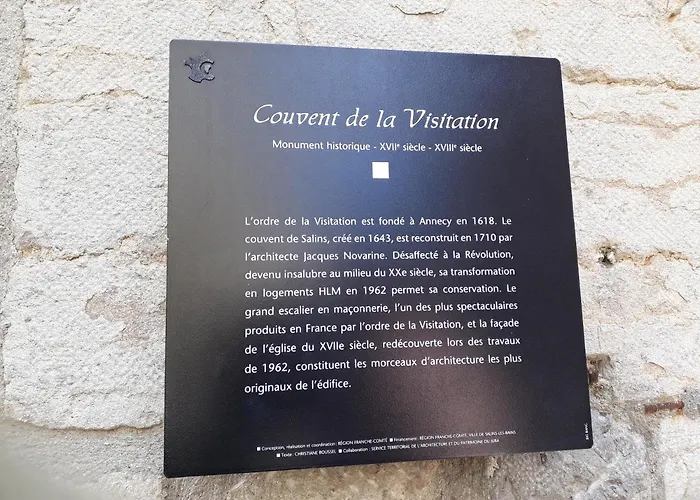 Couvent de la Visitation
Monument historique - XVIIe siècle - XVIIIe siècle
L'ordre de la Visitation est fondé à Annecy en 1618. Le
couvent de Salins, créé en 1643, est reconstruit en 1710 par
l'architecte Jacques Novarine. Désaffecté à la Révolution,
devenu insalubre au milieu du XXe siècle, sa transformation
en logements HLM en 1962 permet sa conservation. Le
grand escalier en maçonnerie, l'un des plus spectaculaires
produits en France par l'ordre de la Visitation, et la façade
de l'église du XVIIe siècle, redécouverte lors des travaux
de 1962, constituent les morceaux d'architecture les plus
originaux de l'édifice.
Conception, réalisation et coordination : RÉGION FRANCHE-COMTÉ Financement : RÉGION FRANCHE-COMTÉ, VILLE DE SALINS-LES-BAINS
Texte : CHRISTIANE ROUSSEL Collaboration : SERVICE TERRITORIAL DE L'ARCHITECTURE ET DU PATRIMOINE DU JURA